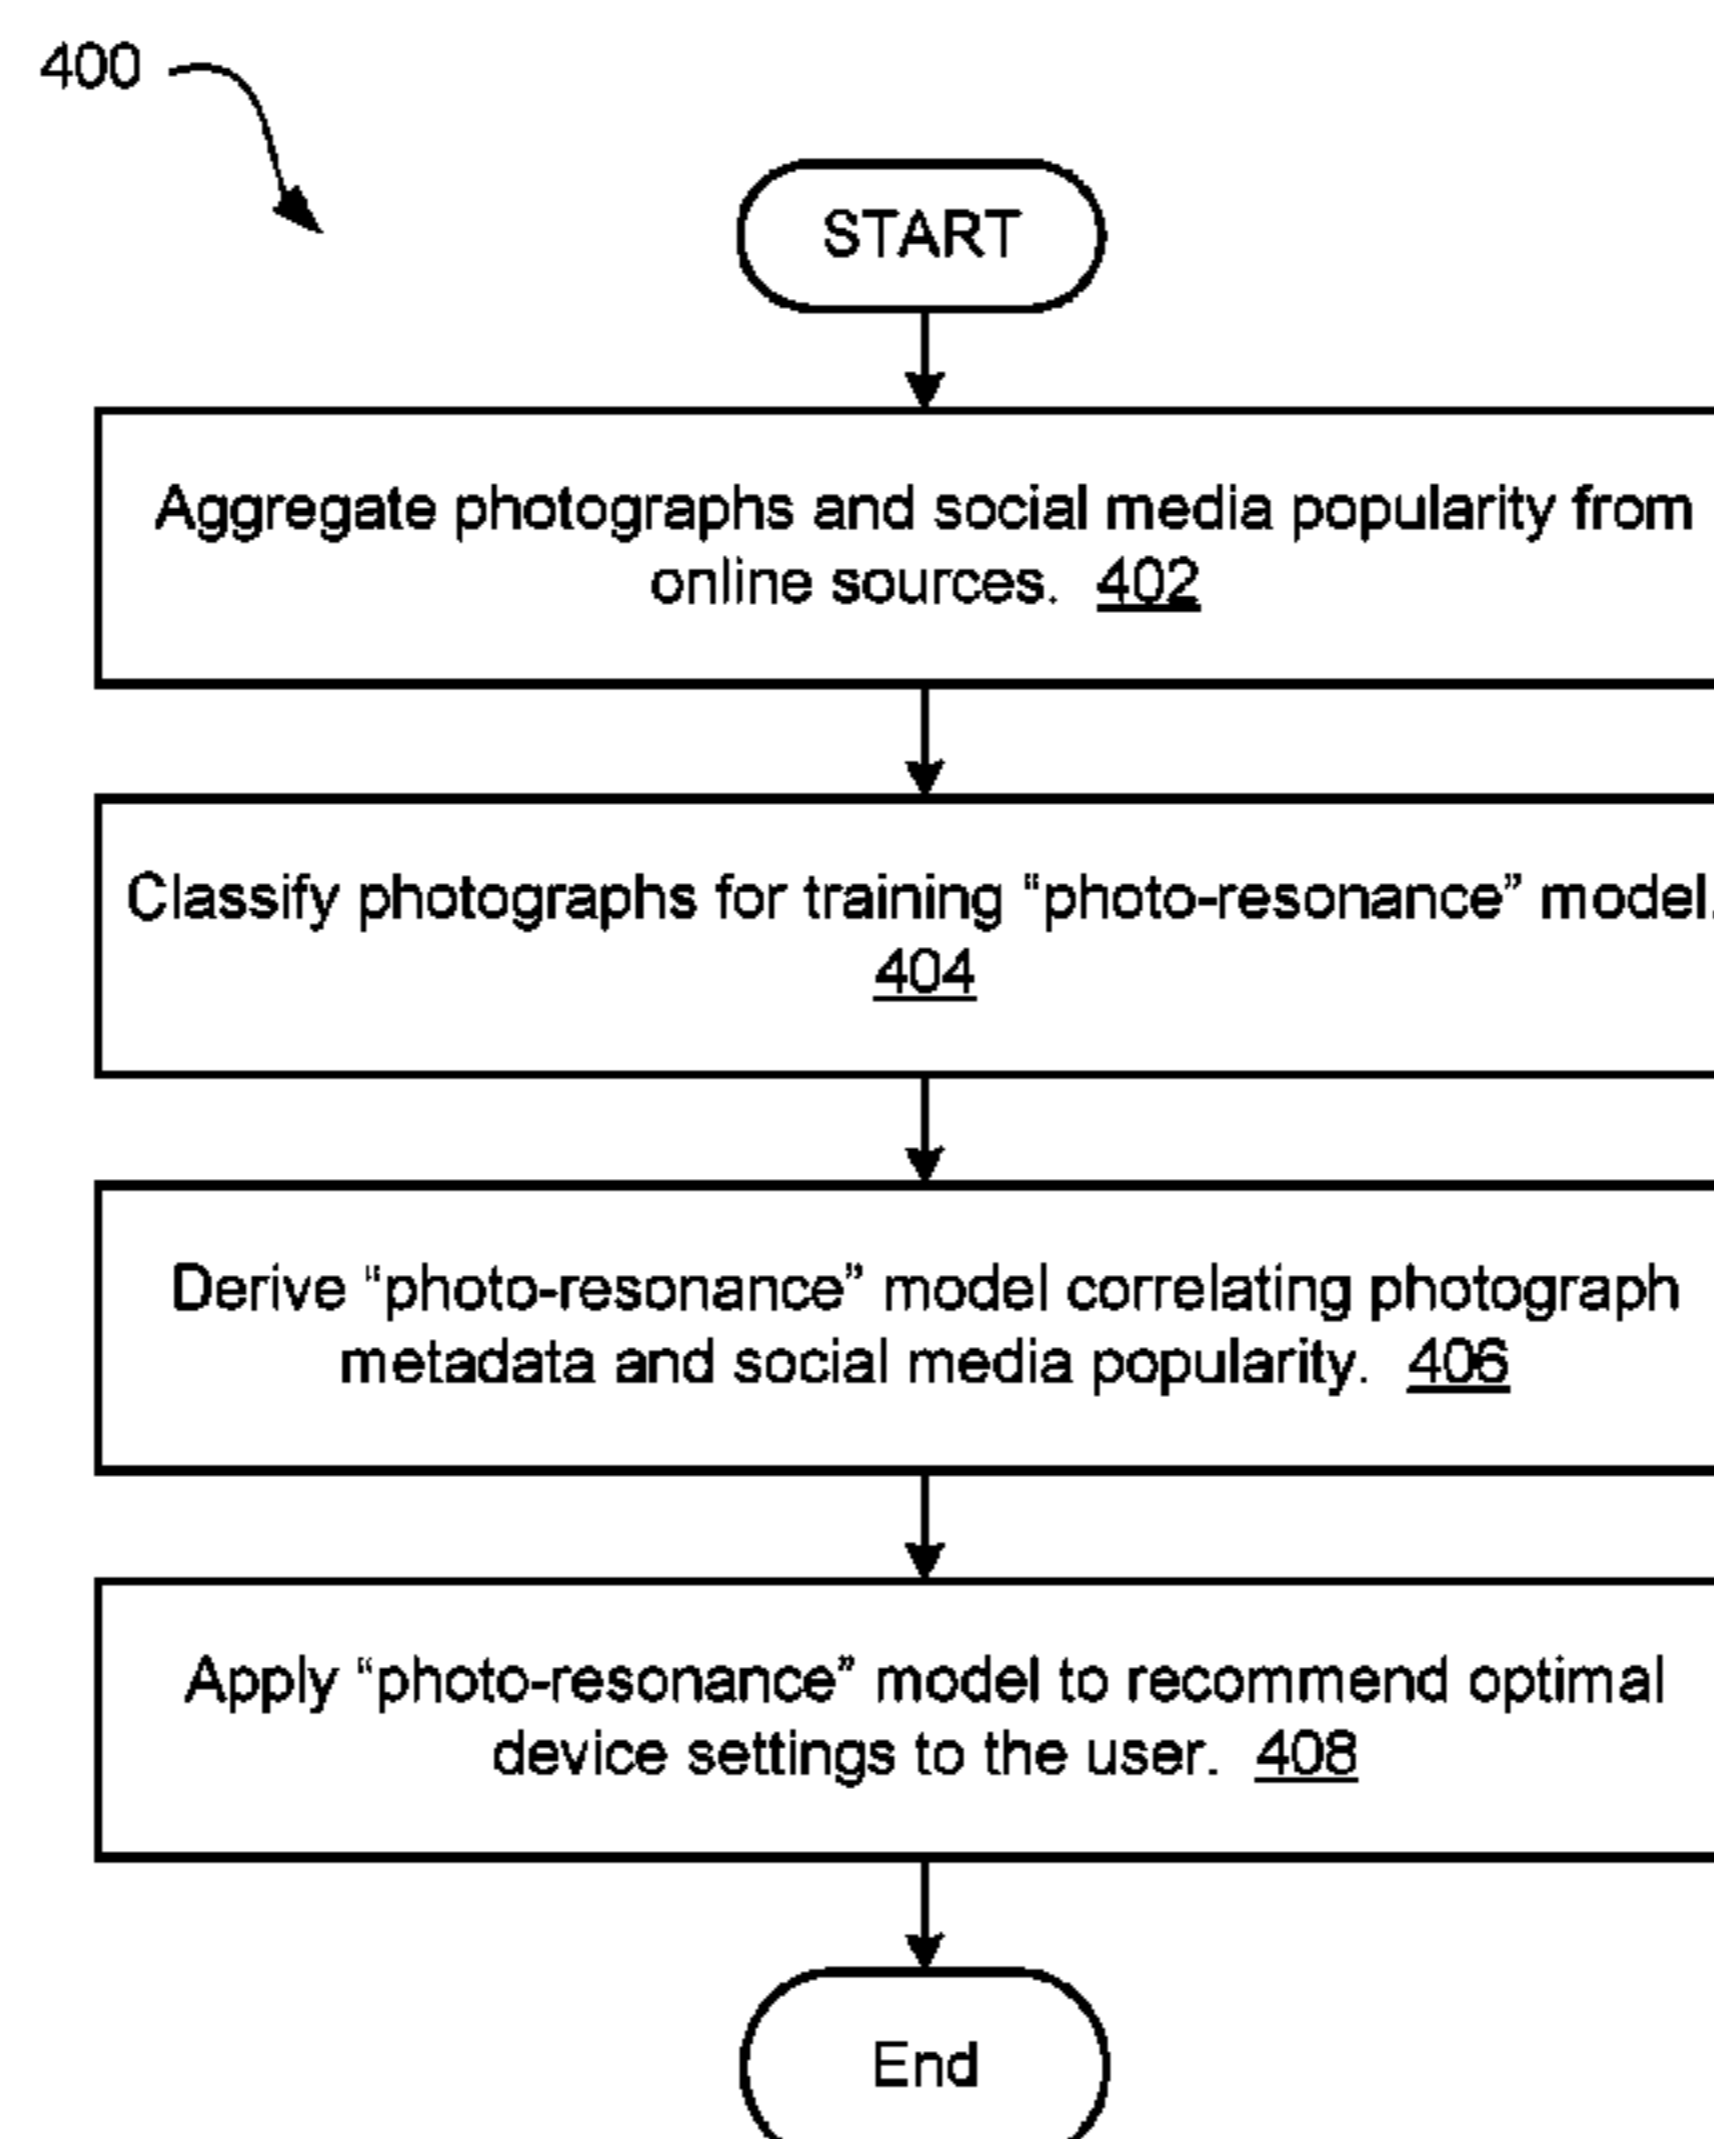 400
START
Aggregate photographs and social media popularity from
online sources. 402
Classify photographs for training “photo-resonance” model.
404
Derive “photo-resonance” model correlating photograph
metadata and social media popularity. 406
Apply “photo-resonance” model to recommend optimal
device settings to the user. 408
End